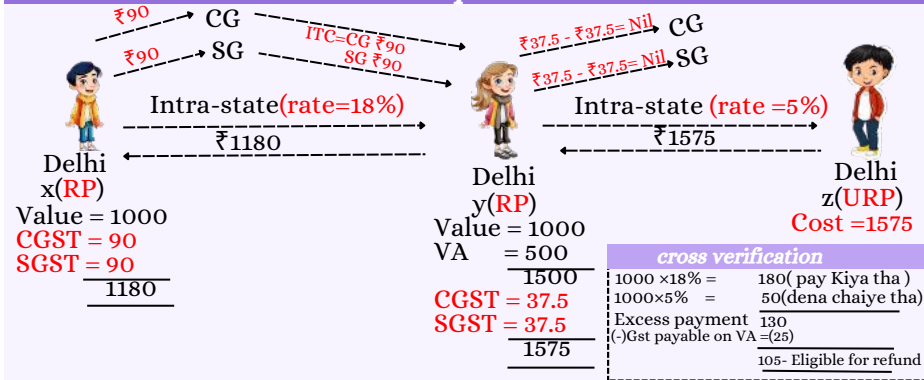 ₹90
CG
₹90
SG
ITC=CG ₹90
SG ₹90
₹37.5 - ₹37.5= Nil
CG
₹37.5 - ₹37.5= Nil
SG
Intra-state(rate=18%)
₹1180
Intra-state (rate =5%)
₹1575
Delhi
x(RP)
Value = 1000
CGST = 90
SGST = 90
1180
Delhi
y(RP)
Value = 1000
VA = 500
1500
CGST = 37.5
SGST = 37.5
1575
Delhi
z(URP)
Cost =1575
cross verification
1000 ×18% = 180( pay Kiya tha )
1000×5% = 50(dena chaiye tha)
Excess payment 130
(-)Gst payable on VA =(25)
105- Eligible for refund